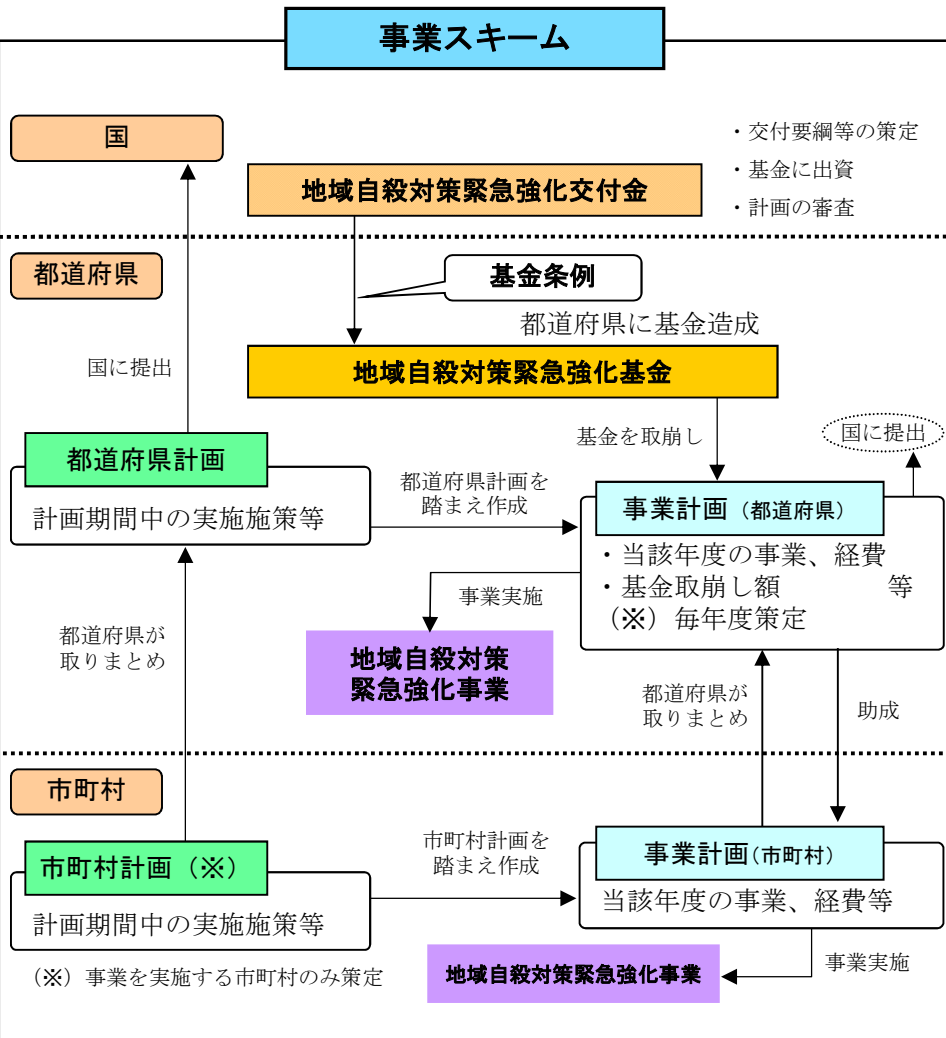 事業スキーム
国
・交付要綱等の策定
・基金に出資
・計画の審査
地域自殺対策緊急強化交付金
都道府県
基金条例
都道府県に基金造成
国に提出
地域自殺対策緊急強化基金
基金を取崩し
国に提出
都道府県計画
計画期間中の実施施策等
都道府県計画を
踏まえ作成
事業計画（都道府県）
・当該年度の事業、経費
・基金取崩し額　　　等
（※）毎年度策定
事業実施
地域自殺対策
緊急強化事業
都道府県が
取りまとめ
都道府県が
取りまとめ
助成
市町村
市町村計画（※）
計画期間中の実施施策等
市町村計画を
踏まえ作成
事業計画(市町村)
当該年度の事業、経費等
（※）事業を実施する市町村のみ策定
地域自殺対策緊急強化事業
事業実施